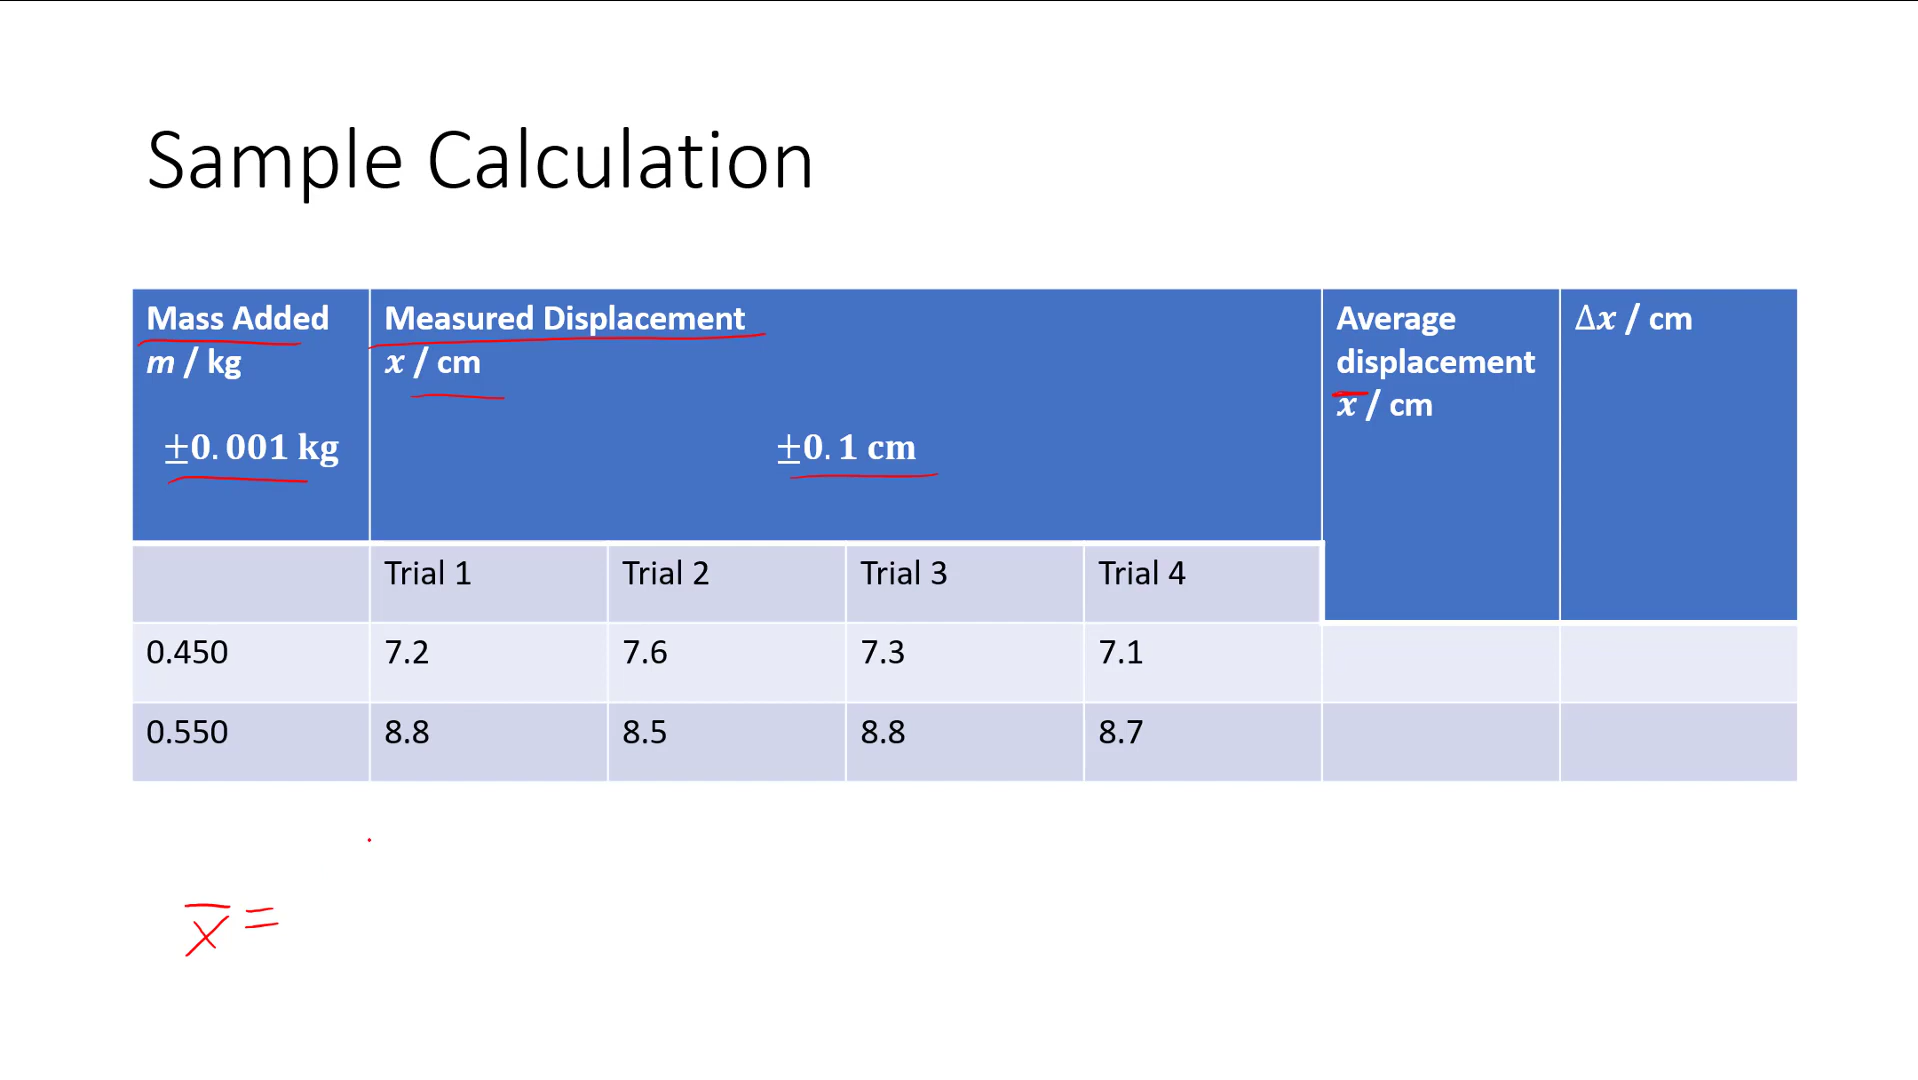 Sample Calculation
Mass Added
m / kg
±0.001 kg
Measured Displacement
x / cm
±0.1 cm
Average
displacement
x̅ / cm
Δx / cm
Trial 1 Trial 2 Trial 3 Trial 4
0.450 7.2 7.6 7.3 7.1
0.550 8.8 8.5 8.8 8.7
x̅ =